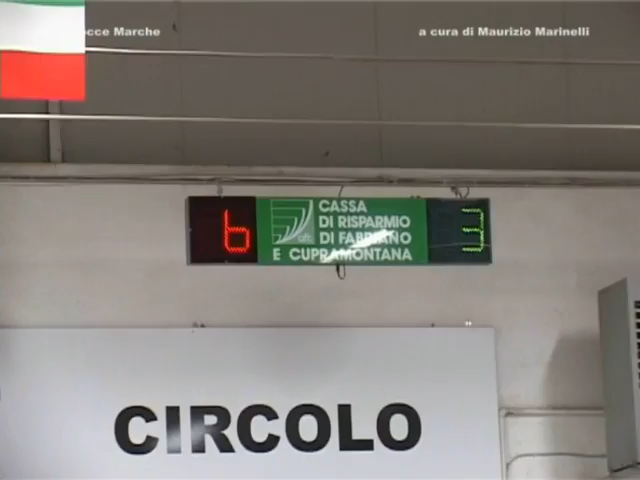 occe Marche
a cura di Maurizio Marinelli
6
CASSA
DI RISPARMIO
DI FABRIANO
E CUPRAMONTANA
3
CIRCOLO